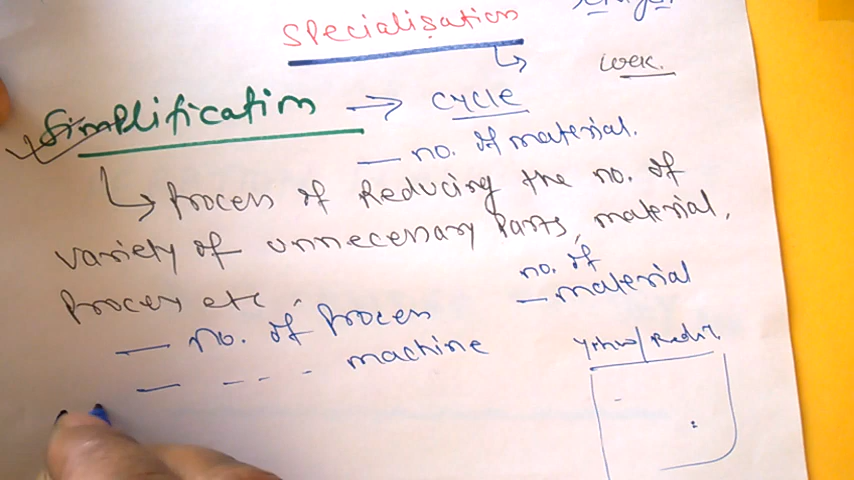 Specialisation
work.
Simplification → cycle
— no. of material.
↳ Process of Reducing the no. of
variety of unnecessary Parts, material,
Process etc.
no. of
— material
— no. of Process
— - - - machine